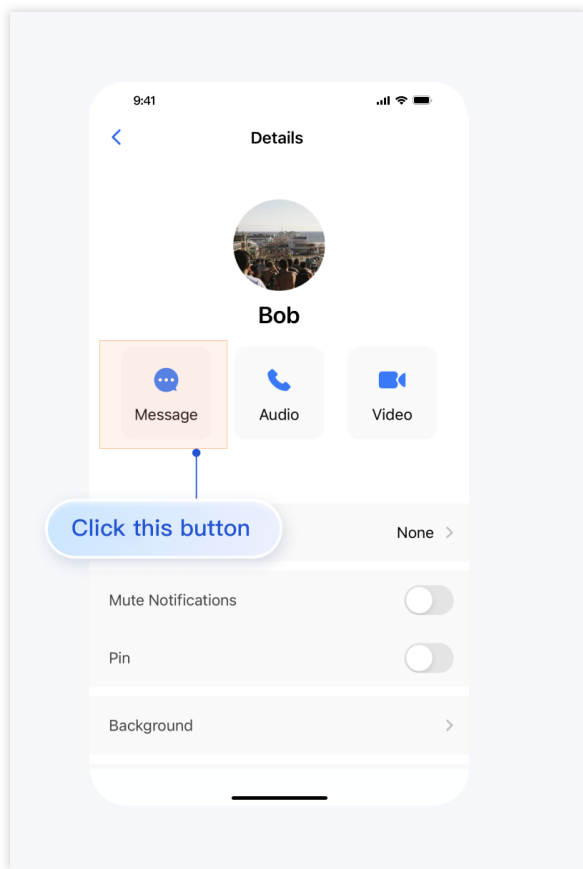 9:41
Details
Bob
Message Audio Video
Click this button
None
Mute Notifications
Pin
Background